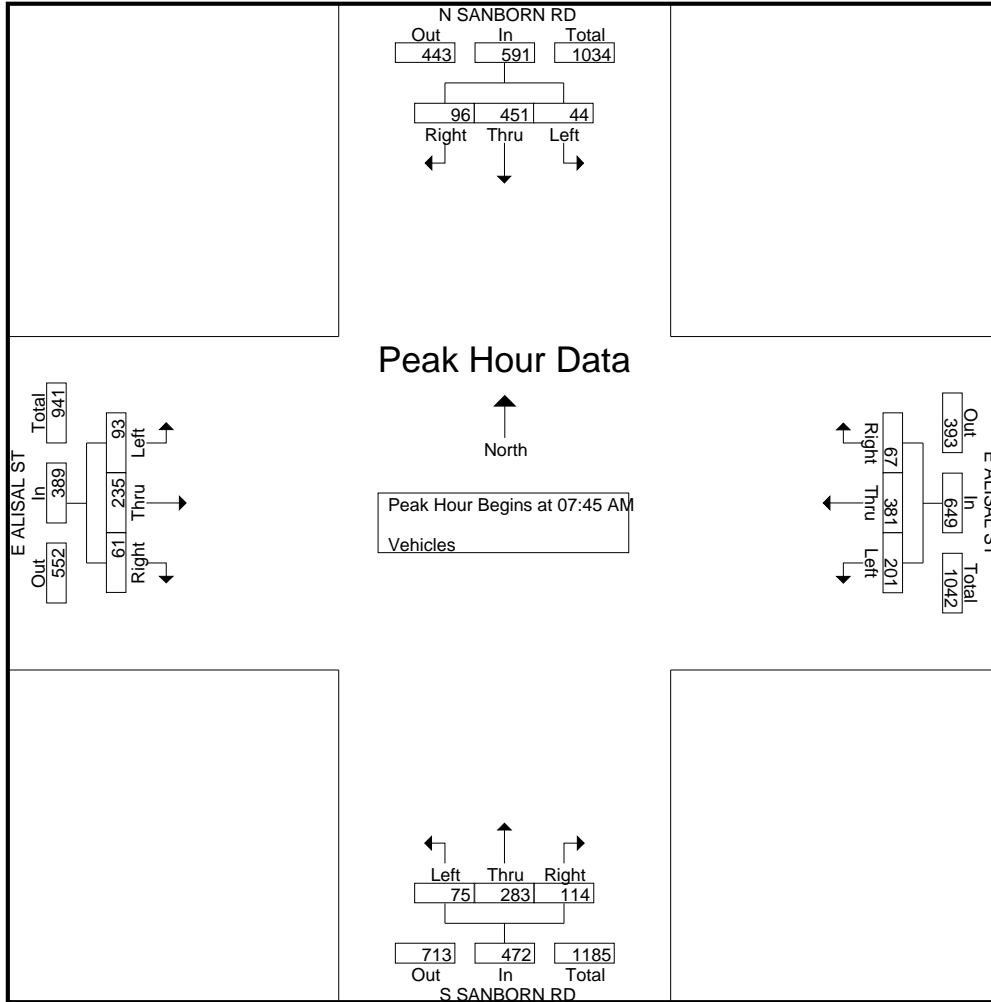 N SANBORN RD
Out In Total
443 591 1034
96 451 44
Right Thru Left
Peak Hour Data
North
Peak Hour Begins at 07:45 AM
Vehicles
E ALISAL ST
Total In Out
941 389 552
93 235 61
Left Thru Right
E ALISAL ST
Out In Total
393 649 1042
67 381 201
Right Thru Left
Left Thru Right
75 283 114
713 472 1185
Out In Total
S SANBORN RD